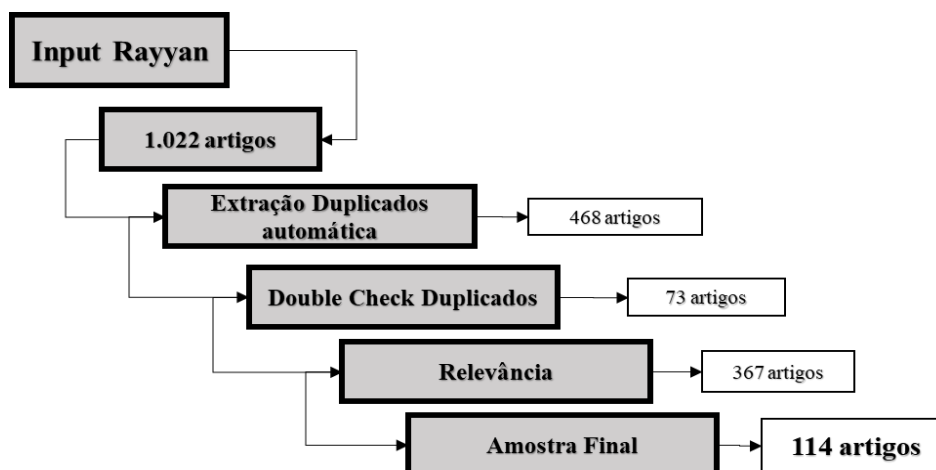 Input Rayyan
1.022 artigos
Extração Duplicados
automática
468 artigos
Double Check Duplicados
73 artigos
Relevância
367 artigos
Amostra Final
114 artigos